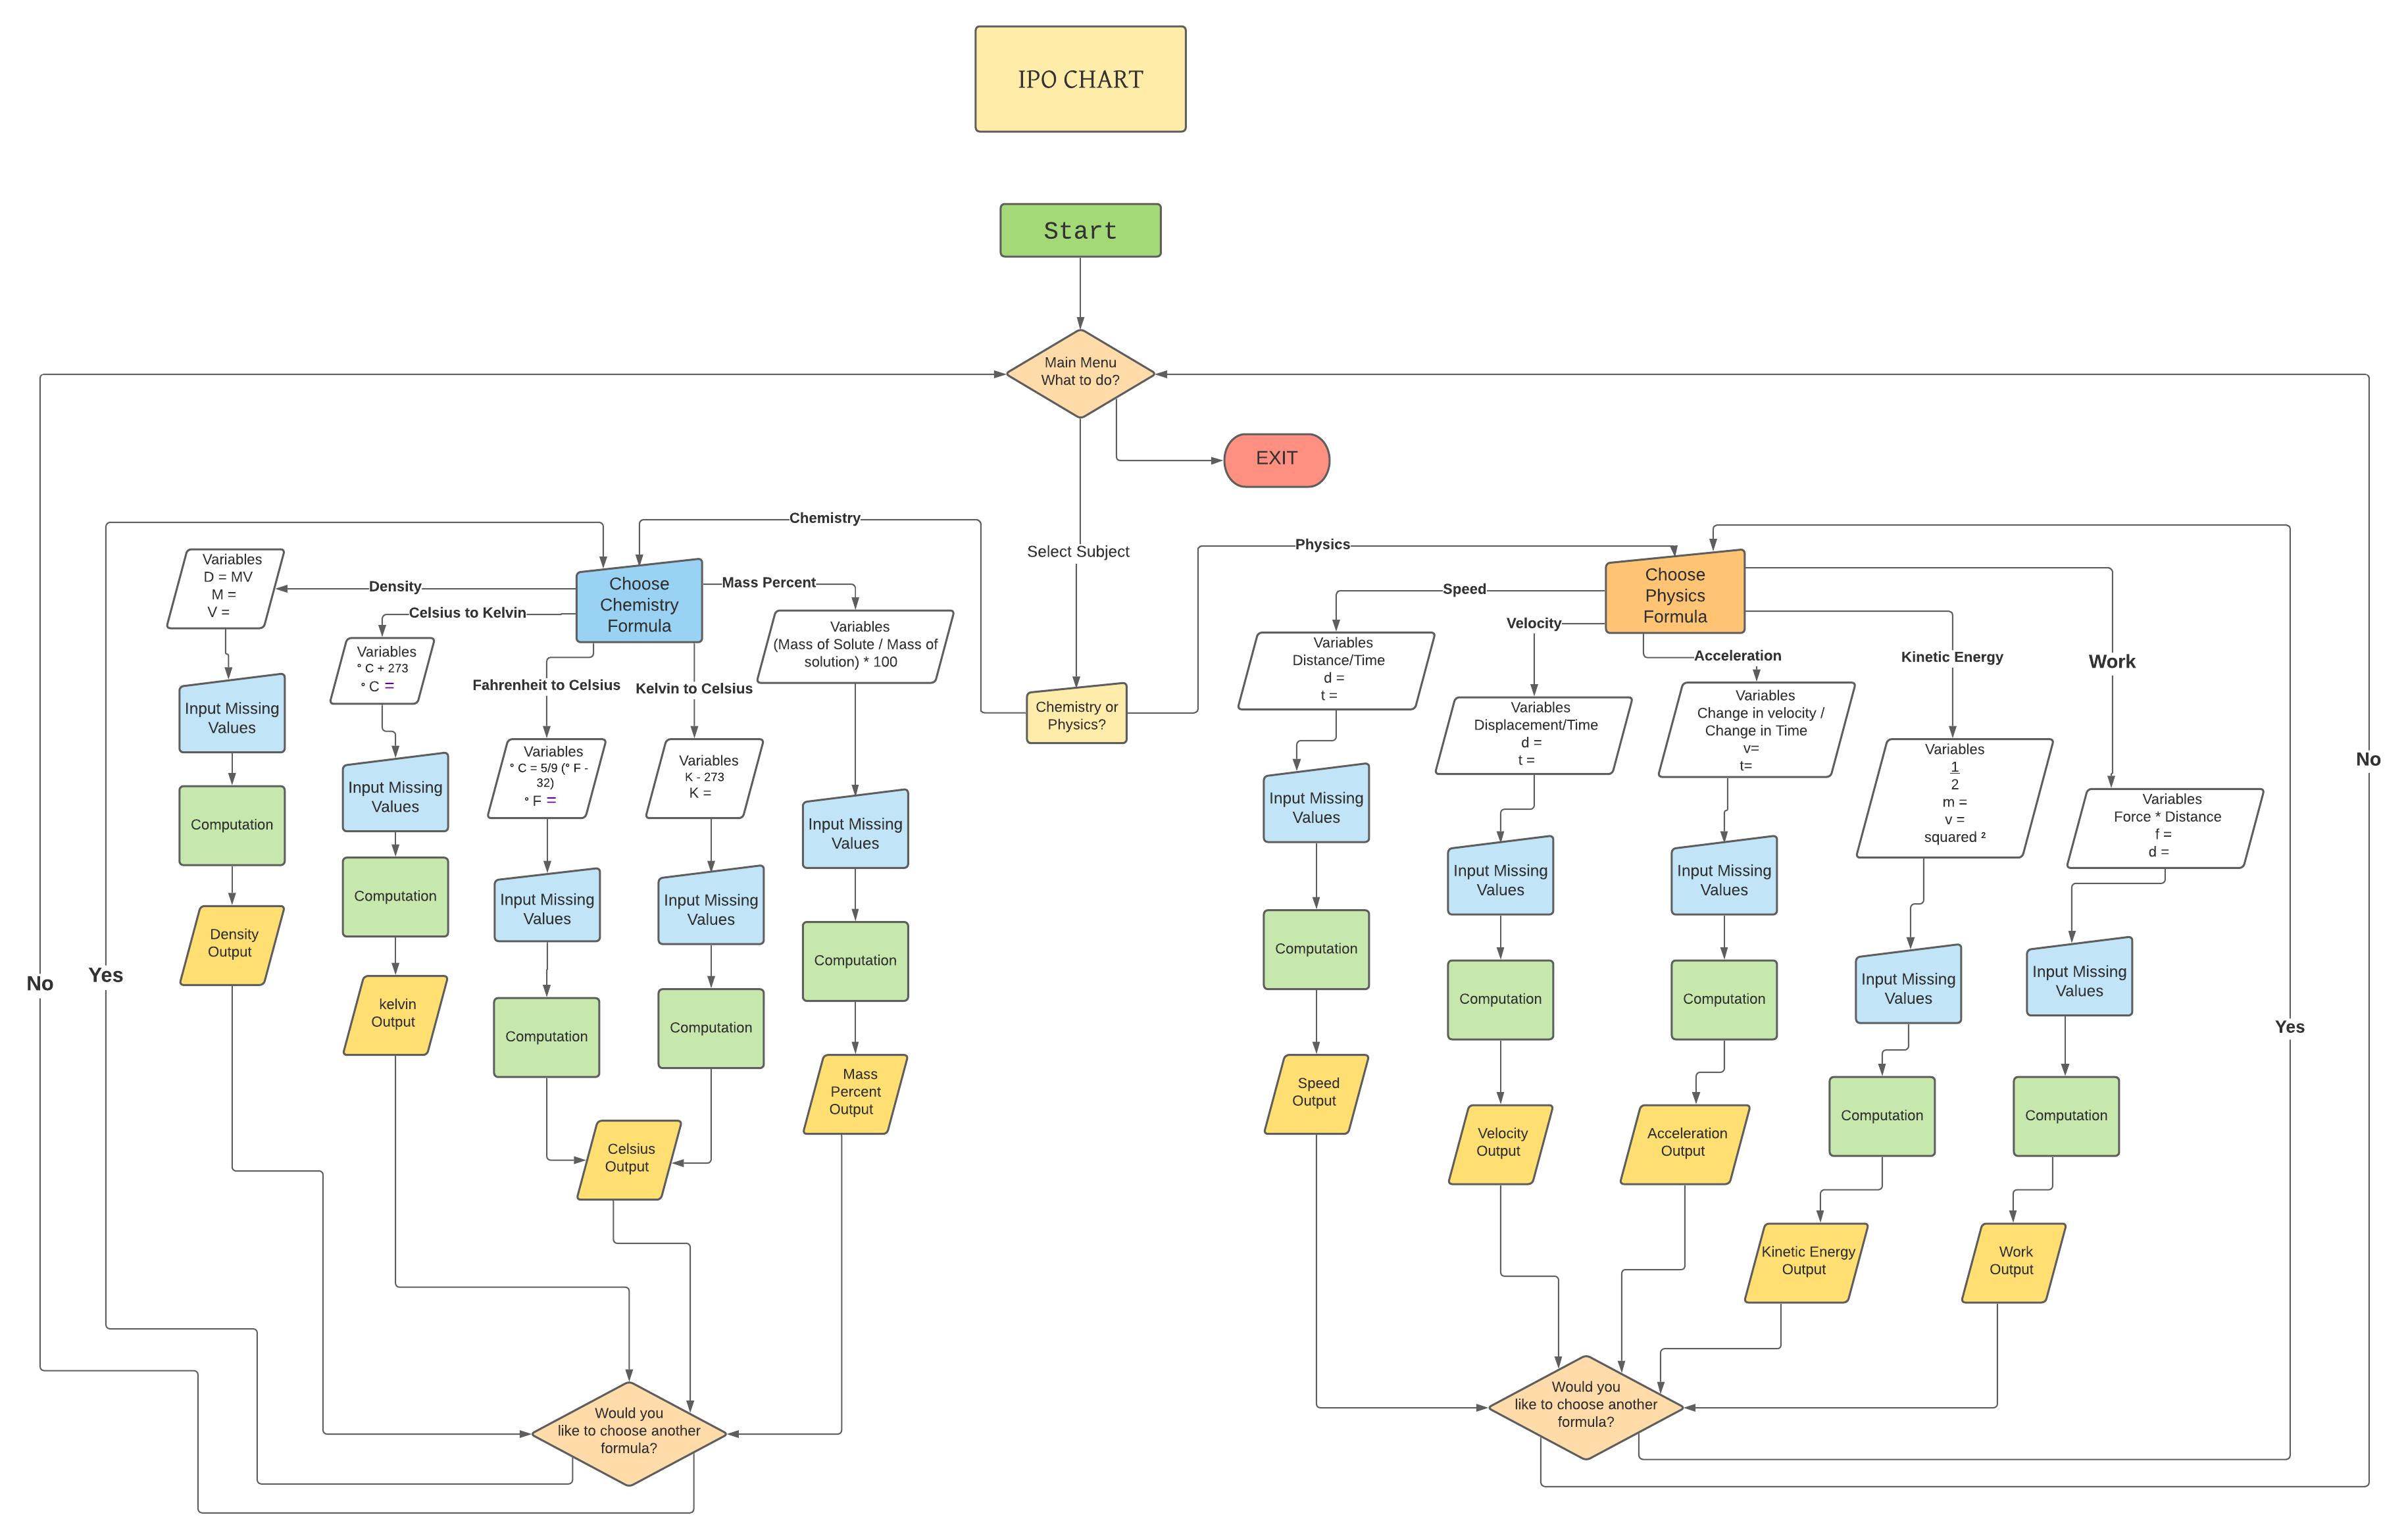 IPO CHART
Start
Main Menu
What to do?
EXIT
Select Subject
Chemistry or
Physics?
Chemistry
Physics
Choose
Chemistry
Formula
Density
Celsius to Kelvin
Fahrenheit to Celsius
Kelvin to Celsius
Mass Percent
Variables
D = MV
M =
V =
Input Missing
Values
Computation
Density
Output
Variables
° C + 273
° C =
Input Missing
Values
Computation
kelvin
Output
Variables
° C = 5/9 (° F -
32)
° F =
Input Missing
Values
Computation
Variables
K - 273
K =
Input Missing
Values
Computation
Celsius
Output
Variables
(Mass of Solute / Mass of
solution) * 100
Input Missing
Values
Computation
Mass
Percent
Output
Would you
like to choose another
formula?
Yes
No
Choose
Physics
Formula
Speed
Velocity
Acceleration
Kinetic Energy
Work
Variables
Distance/Time
d =
t =
Input Missing
Values
Computation
Speed
Output
Variables
Displacement/Time
d =
t =
Input Missing
Values
Computation
Velocity
Output
Variables
Change in velocity /
Change in Time
v=
t=
Input Missing
Values
Computation
Acceleration
Output
Variables
1
2
m =
v =
squared ²
Input Missing
Values
Computation
Kinetic Energy
Output
Variables
Force * Distance
f =
d =
Input Missing
Values
Computation
Work
Output
Would you
like to choose another
formula?
Yes
No